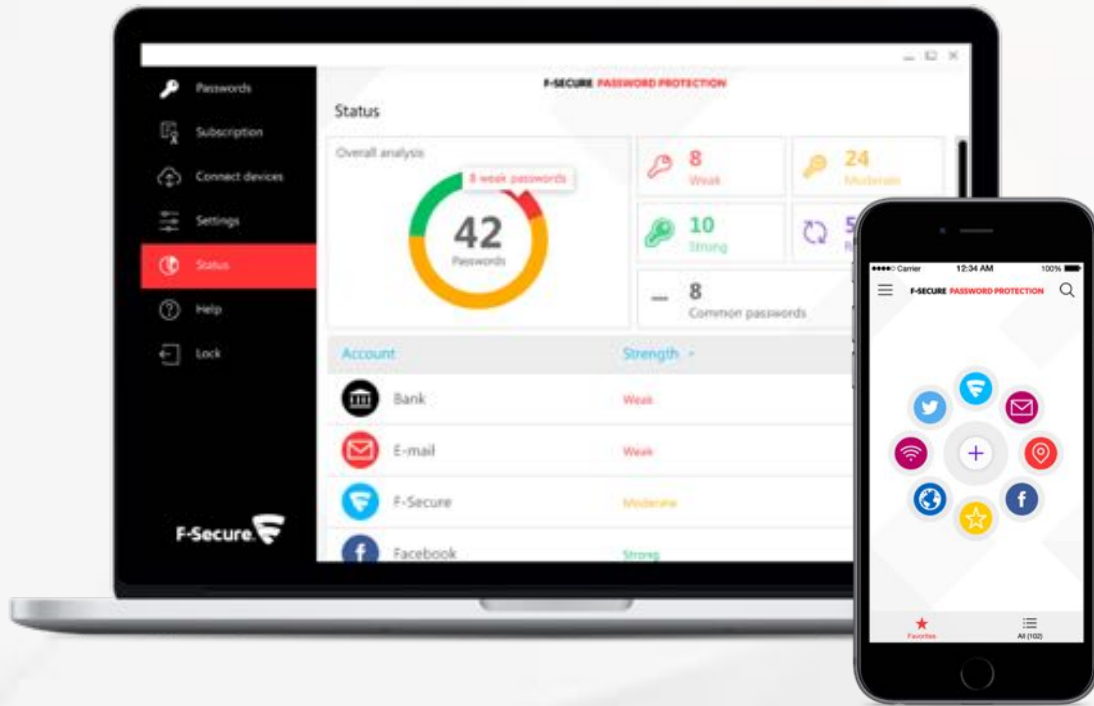 Passwords
Subscription
Connect devices
Settings
Status
Help
Lock
F-Secure.
F-SECURE PASSWORD PROTECTION
Status
Overall analysis
8 weak passwords
42
Passwords
8
Weak
24
Moderate
10
Strong
5
8
Common passwords
Account Strength
Bank Weak
E-mail Weak
F-Secure Moderate
Facebook Strong
Carrier 12:34 AM 100%
F-SECURE PASSWORD PROTECTION
Favorites All (102)